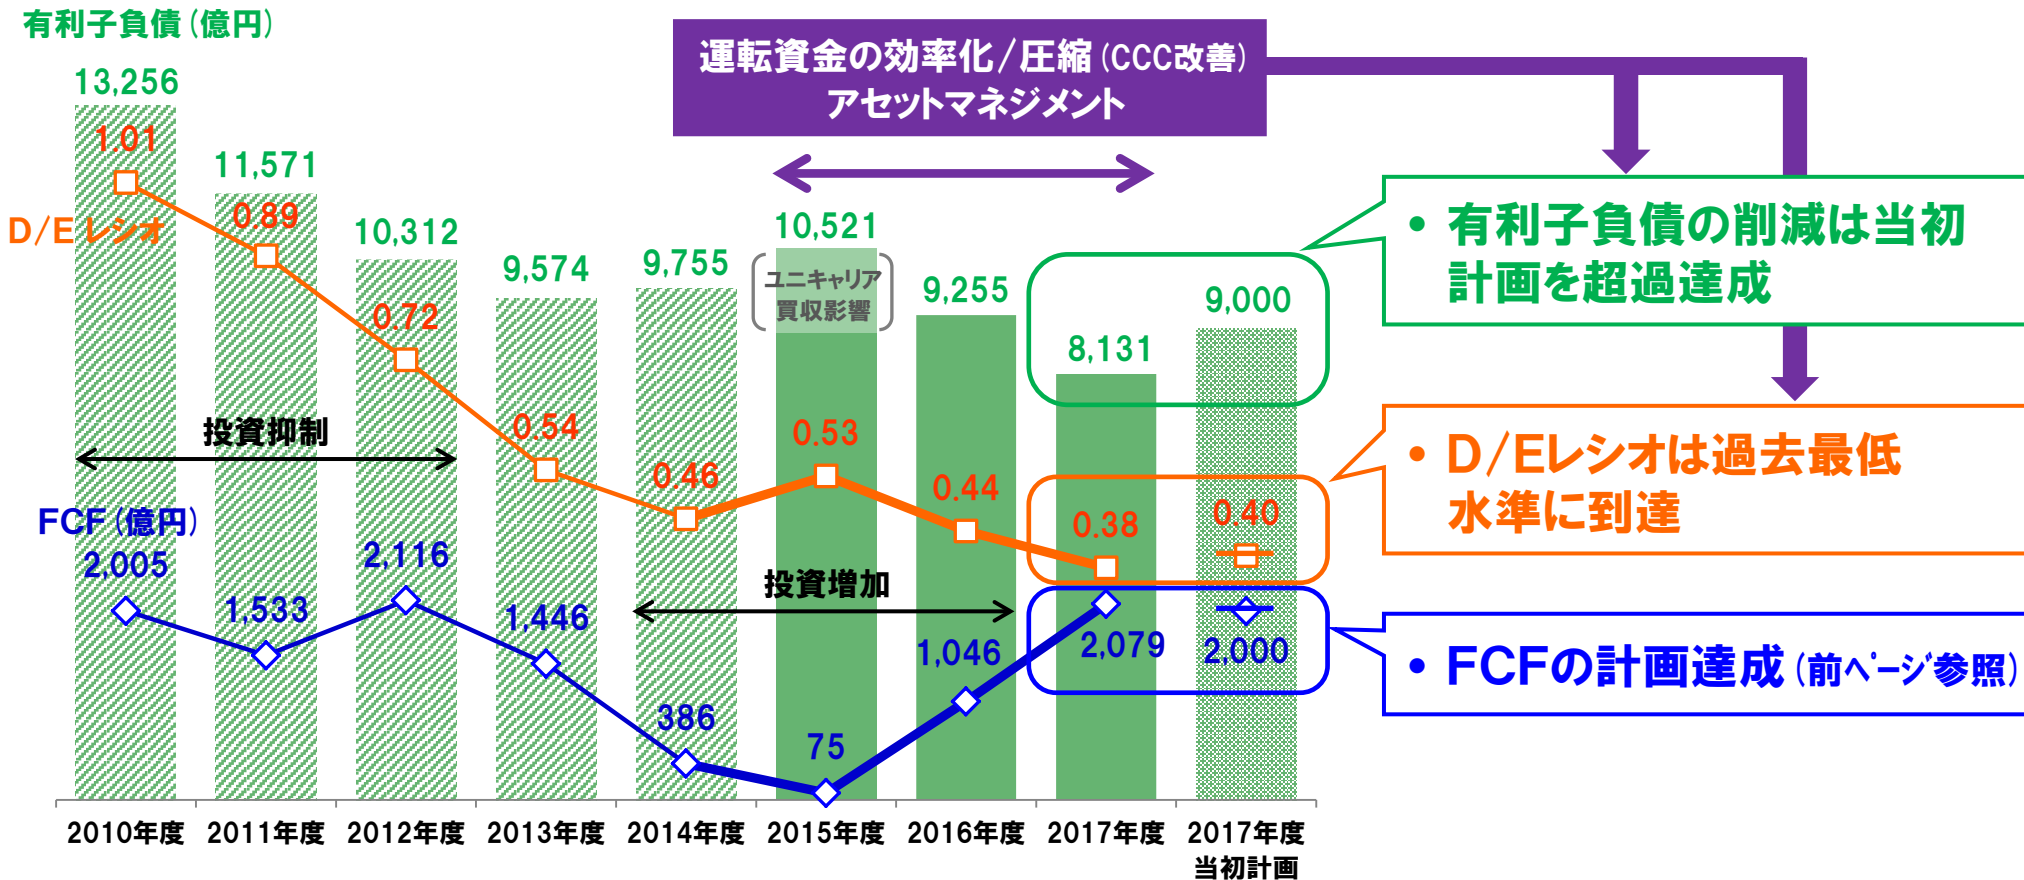 有利子負債(億円)
運転資金の効率化/圧縮(CCC改善)
アセットマネジメント
13,256
11,571
10,312
9,574
9,755
10,521
9,255
8,131
9,000
ユニキャリア
買収影響
D/E レシオ
1.01
0.89
0.72
0.54
0.46
0.53
0.44
0.38
0.40
投資抑制
投資増加
FCF(億円)
2,005
1,533
2,116
1,446
386
75
1,046
2,079
2,000
• 有利子負債の削減は当初
計画を超過達成
• D/Eレシオは過去最低
水準に到達
• FCFの計画達成(前ページ参照)
2010年度
2011年度
2012年度
2013年度
2014年度
2015年度
2016年度
2017年度
2017年度
当初計画